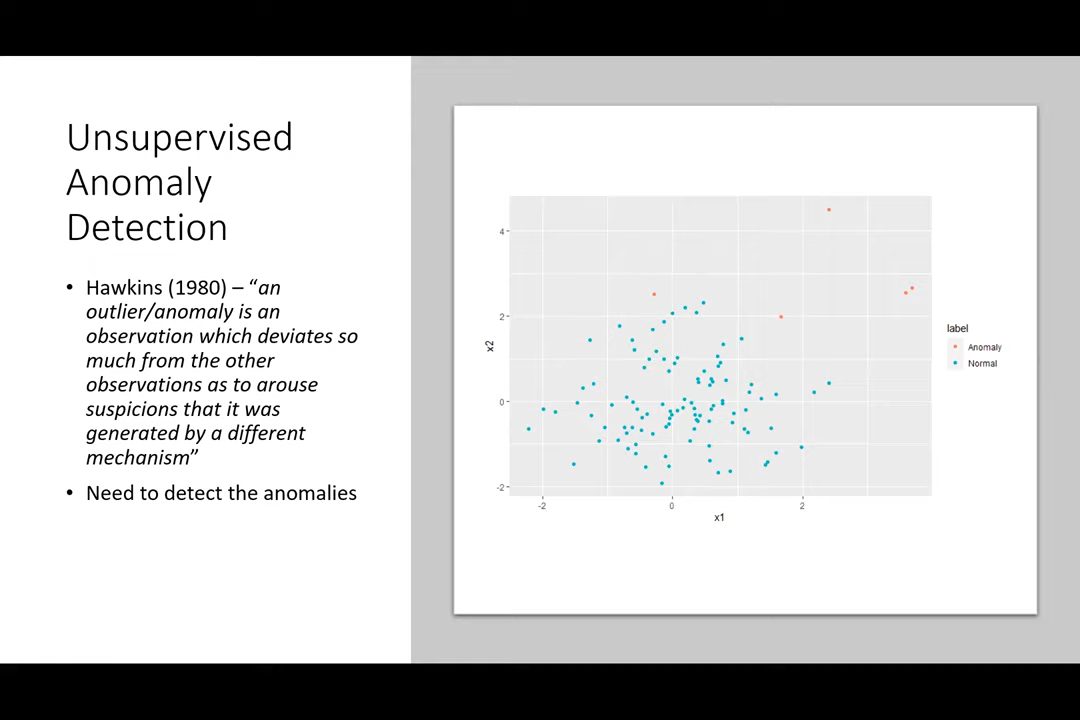 Unsupervised
Anomaly
Detection
• Hawkins (1980) – “an
outlier/anomaly is an
observation which deviates so
much from the other
observations as to arouse
suspicions that it was
generated by a different
mechanism”
• Need to detect the anomalies
4
2
0
-2
x2
-2
0
2
x1
label
Anomaly
Normal